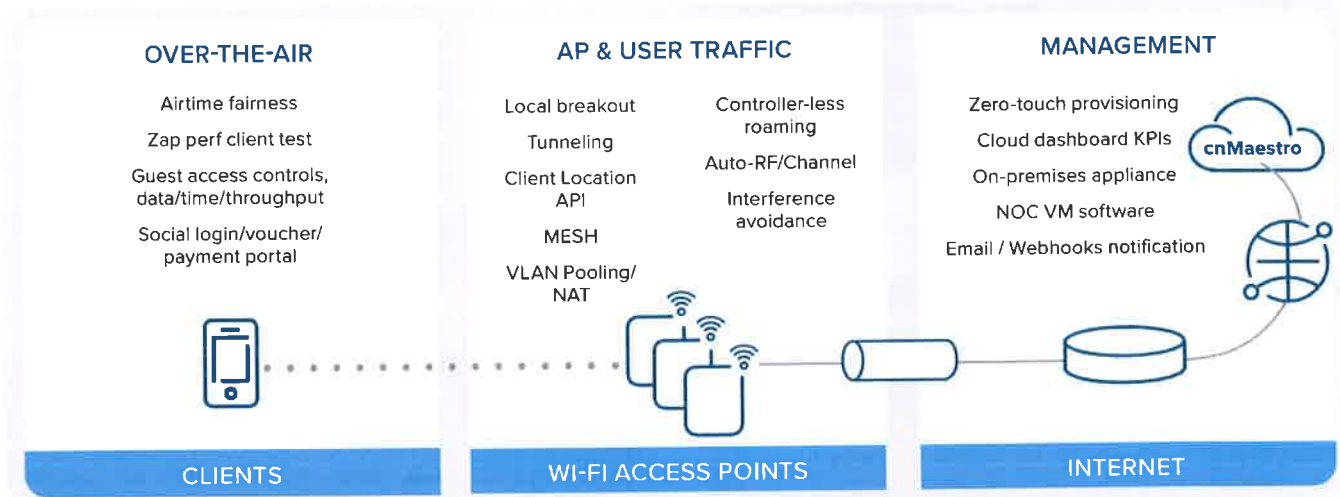 OVER-THE-AIR
Airtime fairness
Zap perf client test
Guest access controls,
data/time/throughput
Social login/voucher/
payment portal
CLIENTS
AP & USER TRAFFIC
Local breakout
Tunneling
Client Location
API
MESH
VLAN Pooling/
NAT
Controller-less
roaming
Auto-RF/Channel
Interference
avoidance
WI-FI ACCESS POINTS
MANAGEMENT
Zero-touch provisioning
Cloud dashboard KPIs
On-premises appliance
NOC VM software
Email / Webhooks notification
cnMaestro
INTERNET